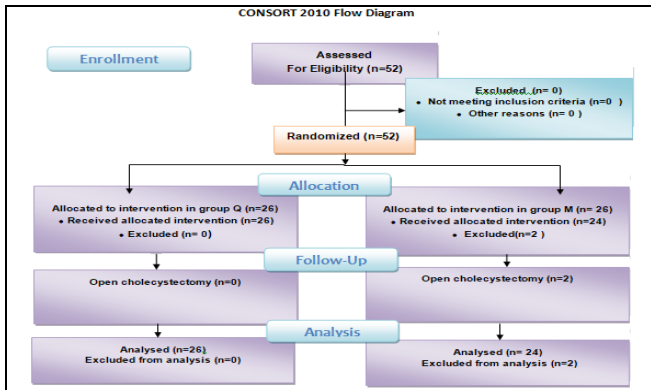 CONSORT 2010 Flow Diagram
Enrollment
Assessed
For Eligibility (n=52)
Excluded (n= 0)
• Not meeting inclusion criteria (n=0 )
• Other reasons (n= 0 )
Randomized (n=52)
Allocation
Allocated to intervention in group Q (n=26)
• Received allocated intervention (n=26)
• Excluded (n= 0)
Allocated to intervention in group M (n= 26)
• Received allocated intervention (n=24)
• Excluded(n=2 )
Follow-Up
Open cholecystectomy (n=0)
Open cholecystectomy (n=2)
Analysis
Analysed (n=26)
Excluded from analysis (n=0)
Analysed (n= 24)
Excluded from analysis (n=2)